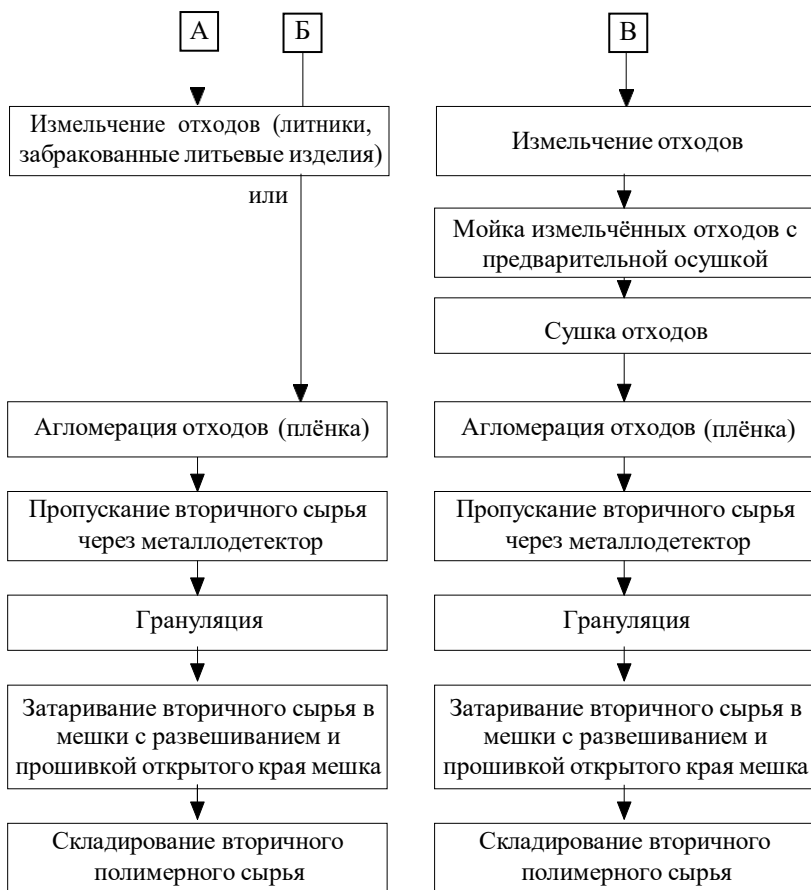 А
Б
Измельчение отходов (литники,
забракованные литьевые изделия)
или
Агломерация отходов (плёнка)
Пропускание вторичного сырья
через металлодетектор
Грануляция
Затаривание вторичного сырья в
мешки с развешиванием и
прошивкой открытого края мешка
Складирование вторичного
полимерного сырья
В
Измельчение отходов
Мойка измельчённых отходов с
предварительной осушкой
Сушка отходов
Агломерация отходов (плёнка)
Пропускание вторичного сырья
через металлодетектор
Грануляция
Затаривание вторичного сырья в
мешки с развешиванием и
прошивкой открытого края мешка
Складирование вторичного
полимерного сырья